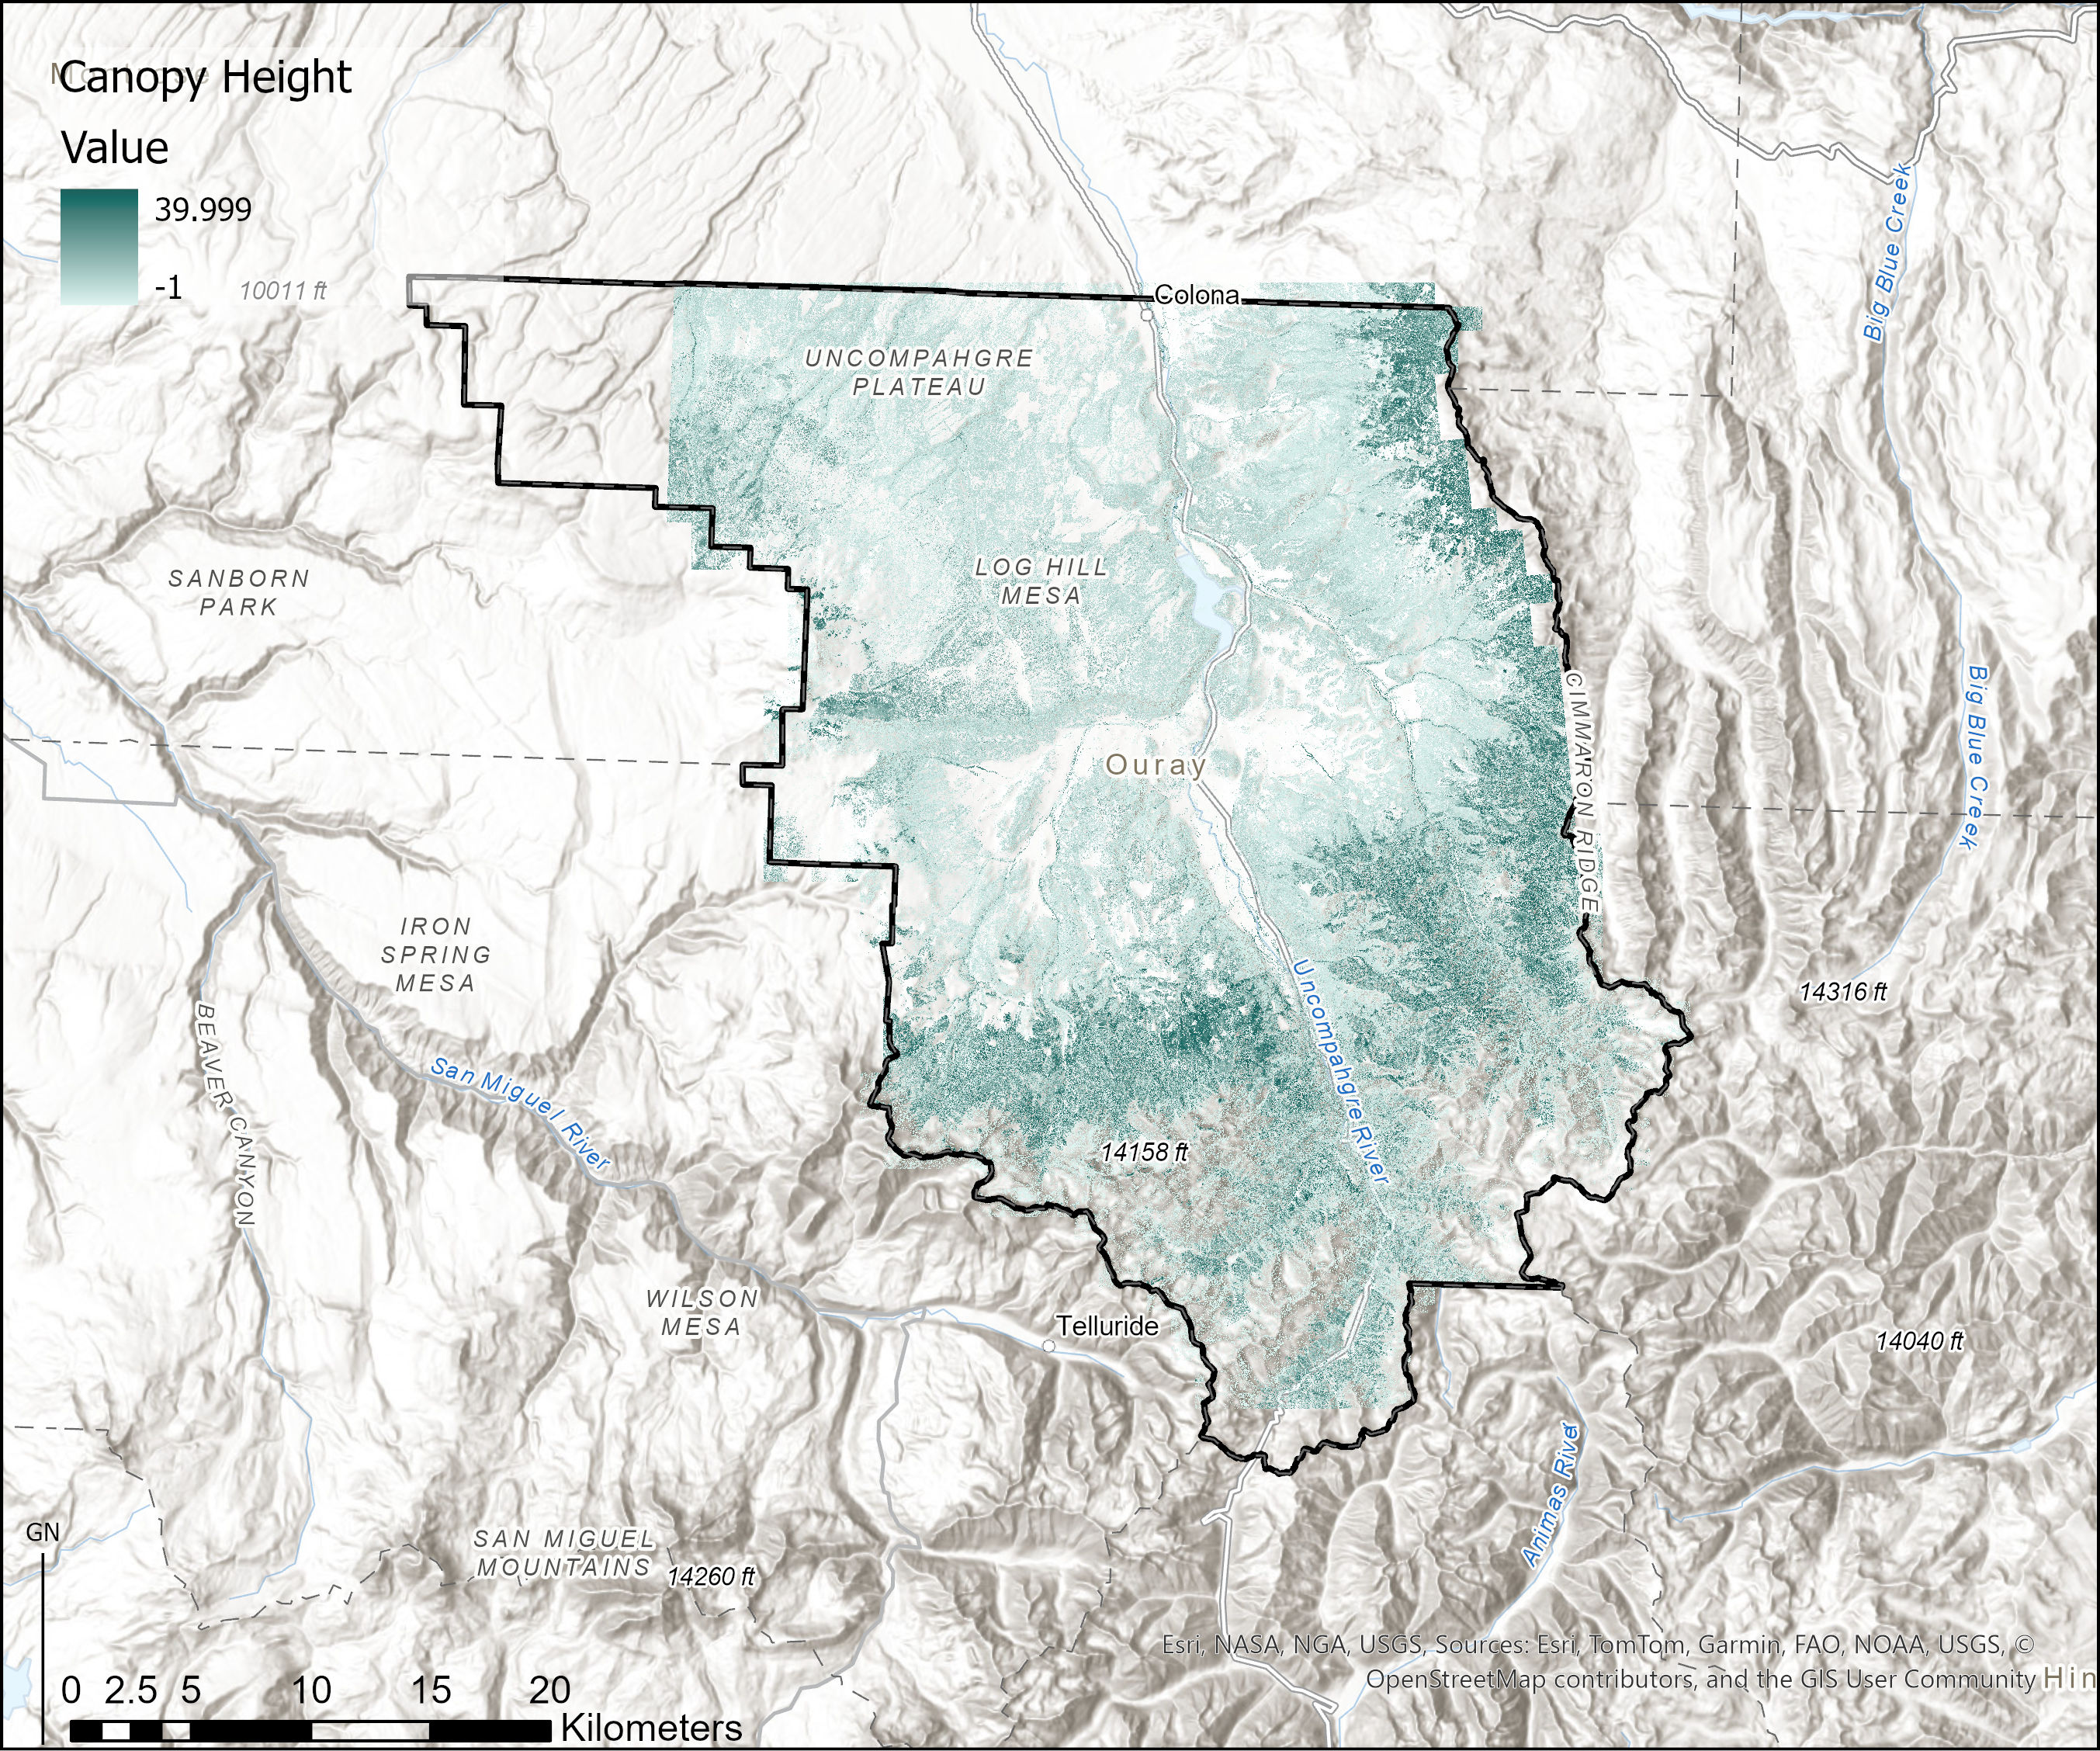 Canopy Height
Value
39.999
-1
10011 ft
Colona
UNCOMPAHGRE
PLATEAU
Big Blue Creek
SANBORN
PARK
LOG HILL
MESA
Ouray
CIMMARRON RIDGE
Big Blue Creek
IRON
SPRING
MESA
BEAVER CANYON
San Miguel River
Uncompahgre River
14316 ft
14158 ft
WILSON
MESA
Telluride
14040 ft
Animas River
SAN MIGUEL
MOUNTAINS
14260 ft
GN
Esri, NASA, NGA, USGS, Sources: Esri, TomTom, Garmin, FAO, NOAA, USGS, ©
OpenStreetMap contributors, and the GIS User Community
Hin
0 2.5 5 10 15 20
Kilometers